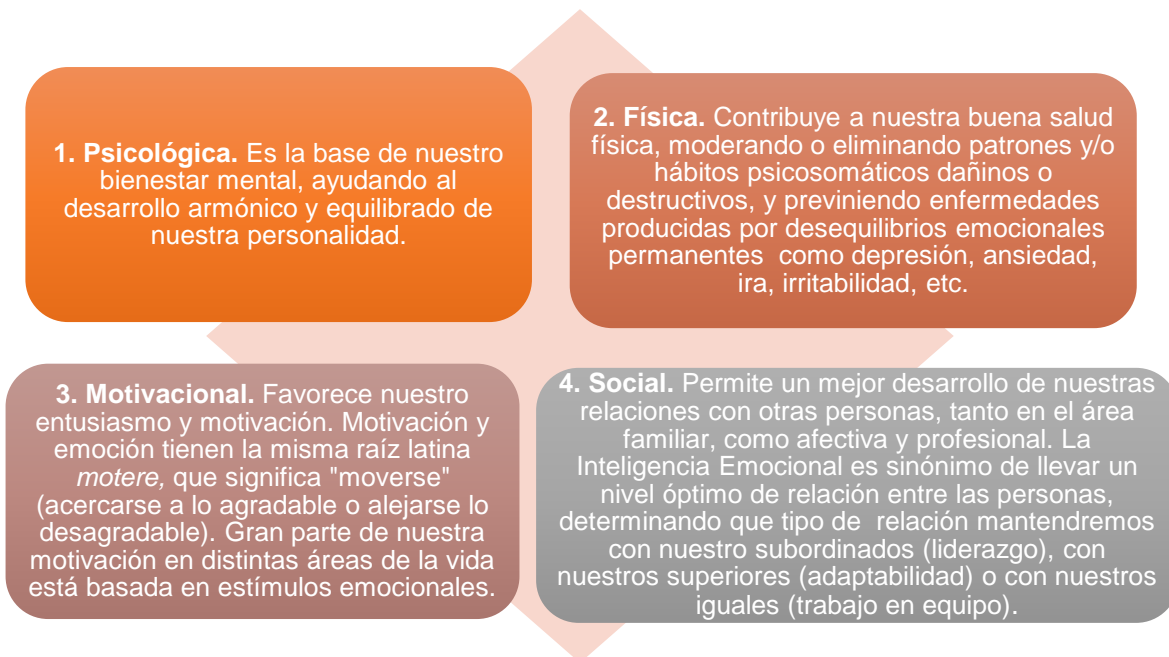 1. Psicológica. Es la base de nuestro
bienestar mental, ayudando al
desarrollo armónico y equilibrado de
nuestra personalidad.
2. Física. Contribuye a nuestra buena salud
física, moderando o eliminando patrones y/o
hábitos psicosomáticos dañinos o
destructivos, y previniendo enfermedades
producidas por desequilibrios emocionales
permanentes  como depresión, ansiedad,
ira, irritabilidad, etc.
3. Motivacional. Favorece nuestro
entusiasmo y motivación. Motivación y
emoción tienen la misma raíz latina
motere, que significa "moverse"
(acercarse a lo agradable o alejarse lo
desagradable). Gran parte de nuestra
motivación en distintas áreas de la vida
está basada en estímulos emocionales.
4. Social. Permite un mejor desarrollo de nuestras
relaciones con otras personas, tanto en el área
familiar, como afectiva y profesional. La
Inteligencia Emocional es sinónimo de llevar un
nivel óptimo de relación entre las personas,
determinando que tipo de  relación mantendremos
con nuestro subordinados (liderazgo), con
nuestros superiores (adaptabilidad) o con nuestros
iguales (trabajo en equipo).